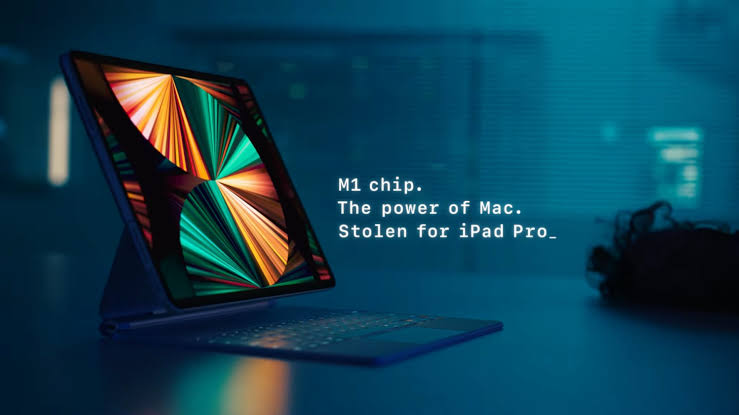 M1 chip.
The power of Mac.
Stolen for iPad Pro_